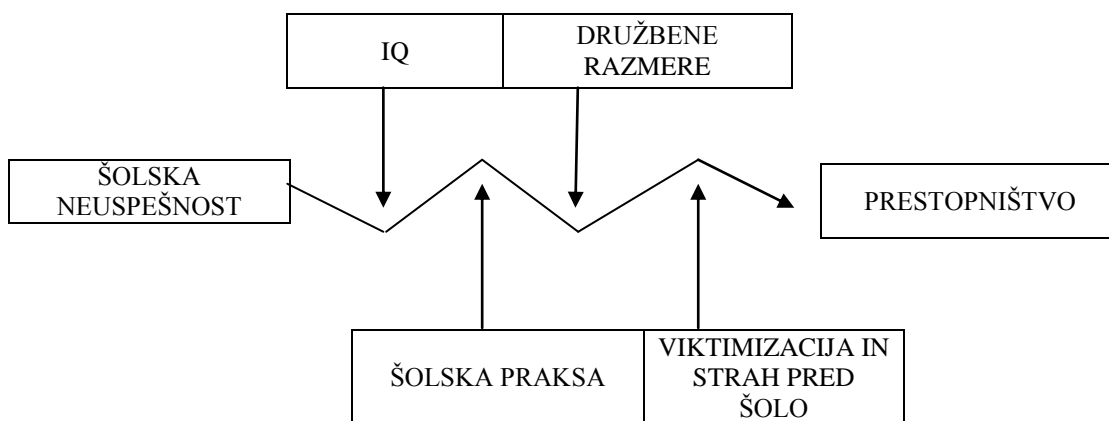 IQ
DRUŽBENE
RAZMERE
ŠOLSKA
NEUSPEŠNOST
PRESTOPNIŠTVO
ŠOLSKA PRAKSA
VIKTIMIZACIJA IN
STRAH PRED
ŠOLO